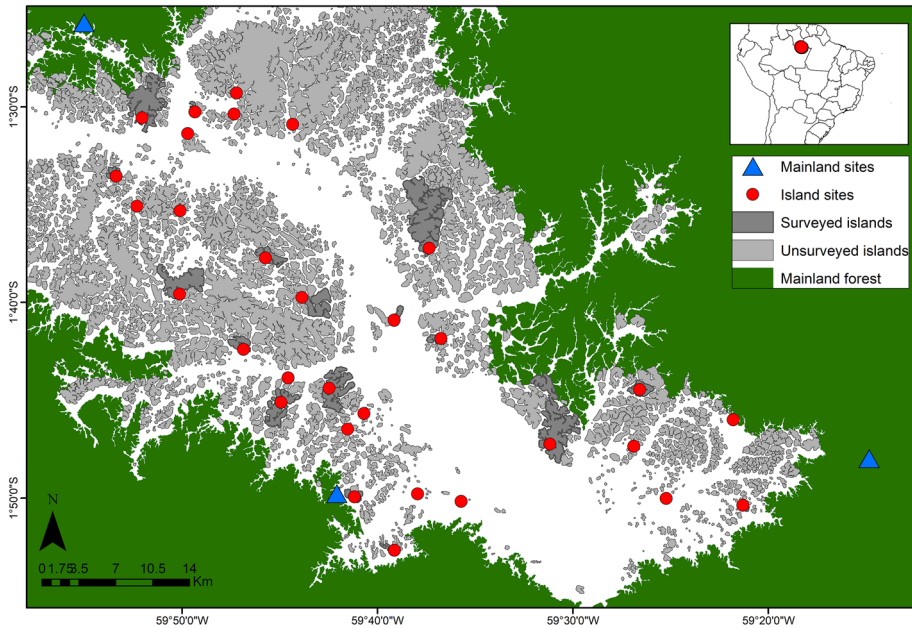 1°30'0"S
1°40'0"S
1°50'0"S
Mainland sites
Island sites
Surveyed islands
Unsurveyed islands
Mainland forest
N
0 1.75 3.5 7 10.5 14
Km
59°50'0"W
59°40'0"W
59°30'0"W
59°20'0"W